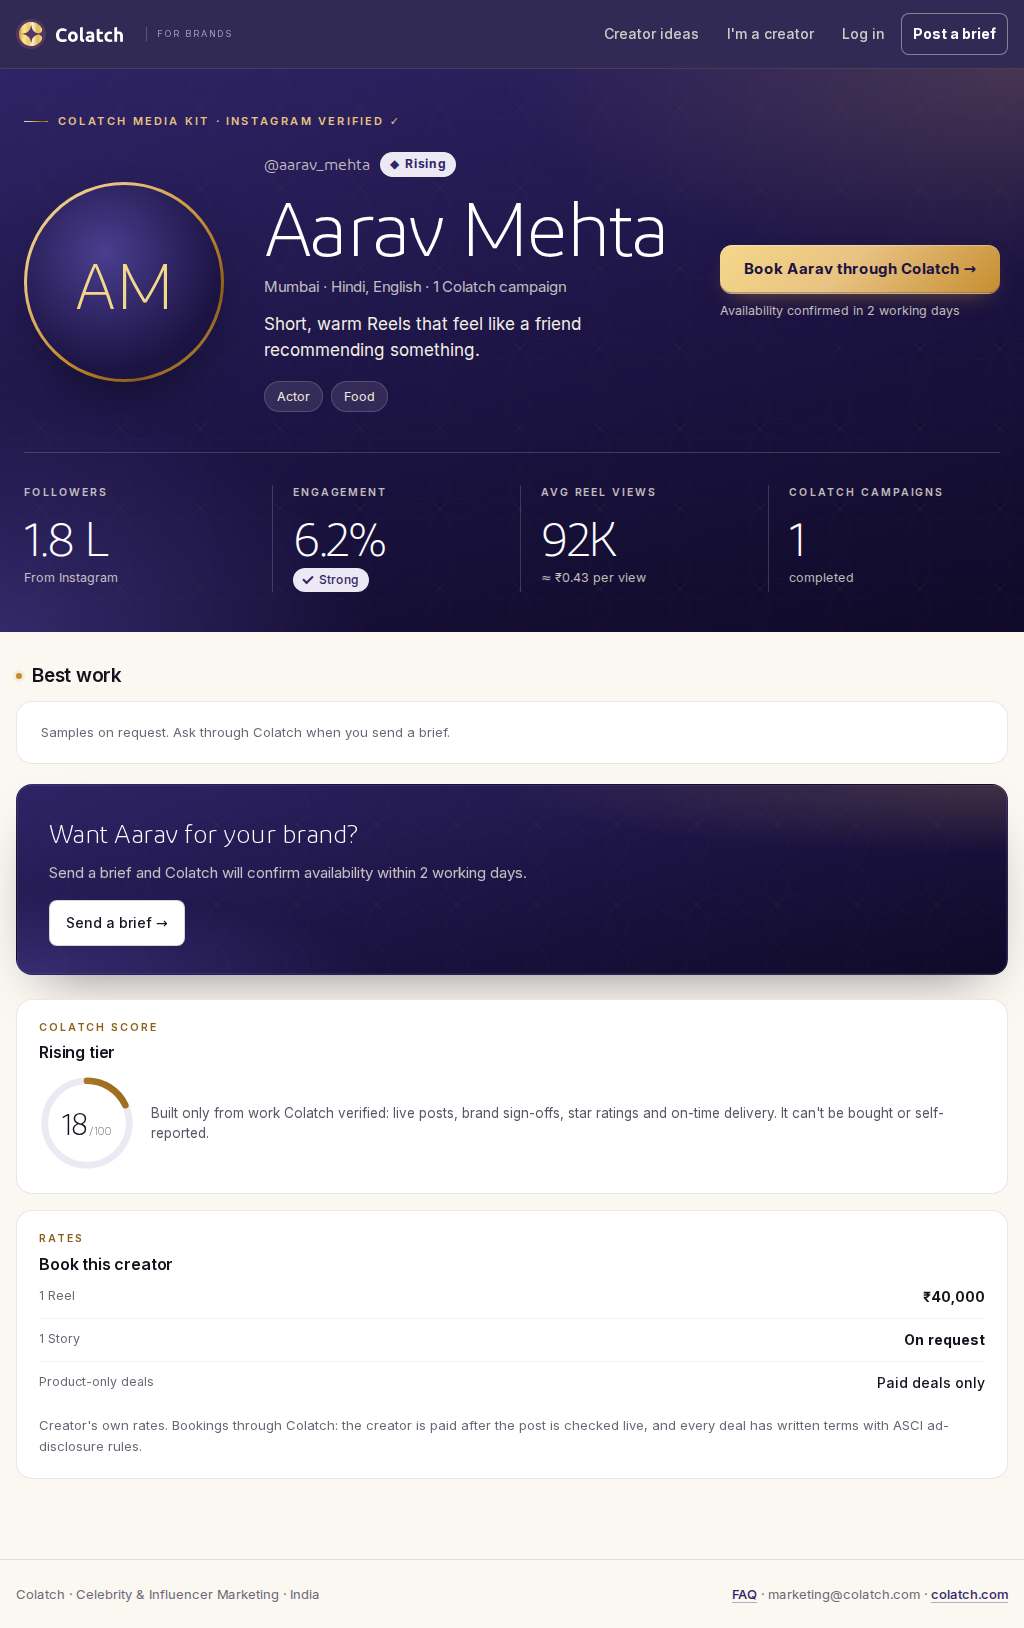 Colatch
FOR BRANDS
Creator ideas
I'm a creator
Log in
Post a brief
COLATCH MEDIA KIT · INSTAGRAM VERIFIED ✓
@aarav_mehta
◆ Rising
AM
Aarav Mehta
Mumbai · Hindi, English · 1 Colatch campaign
Short, warm Reels that feel like a friend
recommending something.
Actor
Food
Book Aarav through Colatch →
Availability confirmed in 2 working days
FOLLOWERS
1.8 L
From Instagram
ENGAGEMENT
6.2%
✓ Strong
AVG REEL VIEWS
92K
≈ ₹0.43 per view
COLATCH CAMPAIGNS
1
completed
Best work
Samples on request. Ask through Colatch when you send a brief.
Want Aarav for your brand?
Send a brief and Colatch will confirm availability within 2 working days.
Send a brief →
COLATCH SCORE
Rising tier
18/100
Built only from work Colatch verified: live posts, brand sign-offs, star ratings and on-time delivery. It can't be bought or self-
reported.
RATES
Book this creator
1 Reel
₹40,000
1 Story
On request
Product-only deals
Paid deals only
Creator's own rates. Bookings through Colatch: the creator is paid after the post is checked live, and every deal has written terms with ASCI ad-
disclosure rules.
Colatch · Celebrity & Influencer Marketing · India
FAQ · marketing@colatch.com · colatch.com